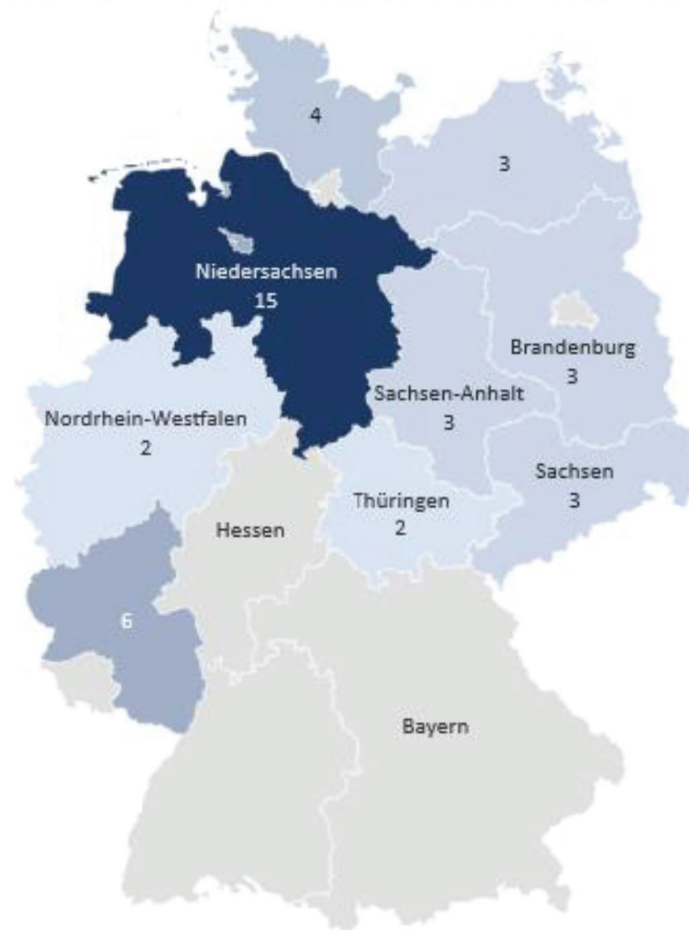 4
3
Niedersachsen
15
Brandenburg
3
Sachsen-Anhalt
3
Nordrhein-Westfalen
2
Sachsen
3
Thüringen
2
Hessen
6
Bayern